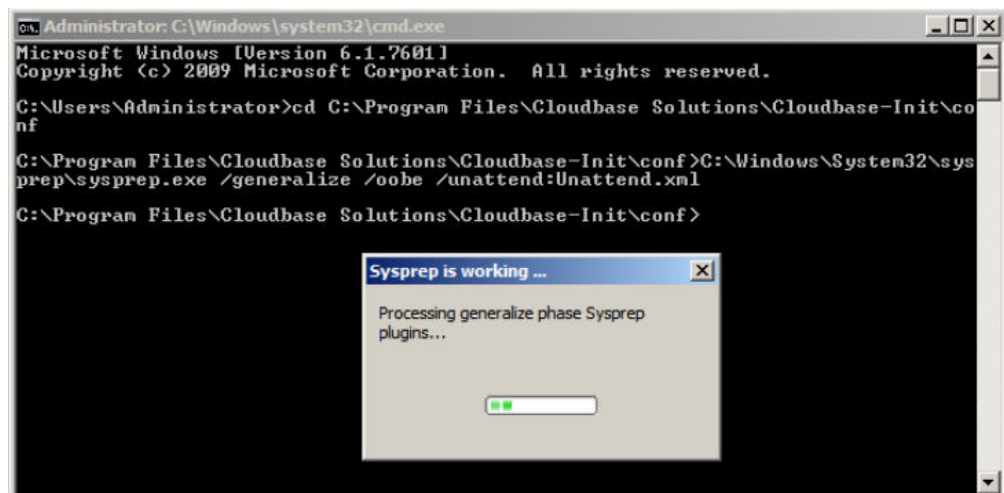 Administrator: C:\Windows\system32\cmd.exe
Microsoft Windows [Version 6.1.7601]
Copyright (c) 2009 Microsoft Corporation.  All rights reserved.
C:\Users\Administrator>cd C:\Program Files\Cloudbase Solutions\Cloudbase-Init\co
nf
C:\Program Files\Cloudbase Solutions\Cloudbase-Init\conf>C:\Windows\System32\sys
prep\sysprep.exe /generalize /oobe /unattend:Unattend.xml
C:\Program Files\Cloudbase Solutions\Cloudbase-Init\conf>
Sysprep is working ...
Processing generalize phase Sysprep
plugins...